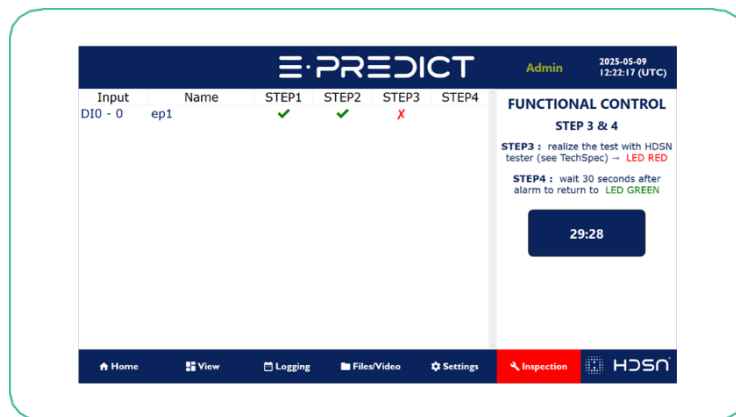 E·PREDICT
Admin
2025-05-09
12:22:17 (UTC)
Input Name STEP1 STEP2 STEP3 STEP4
DI0 - 0 ep1 ✔ ✔ ✗
FUNCTIONAL CONTROL
STEP 3 & 4
STEP3 : realize the test with HDSN
tester (see TechSpec) → LED RED
STEP4 : wait 30 seconds after
alarm to return to LED GREEN
29:28
Home View Logging Files/Video Settings Inspection HDSN